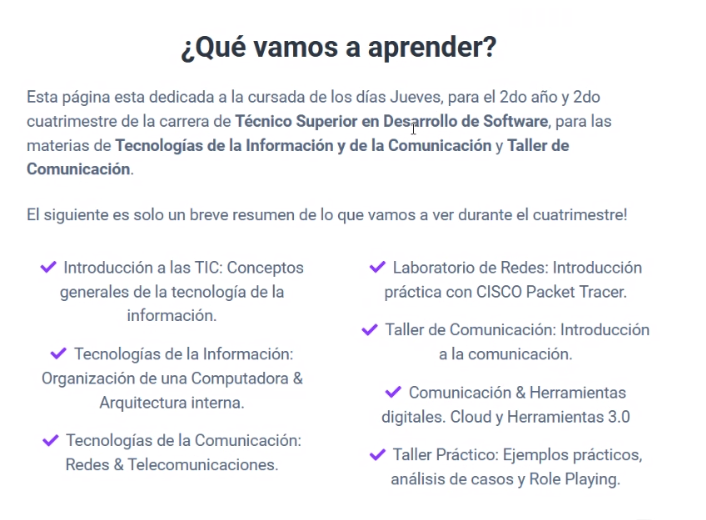 ¿Qué vamos a aprender?
Esta página esta dedicada a la cursada de los días Jueves, para el 2do año y 2do
cuatrimestre de la carrera de Técnico Superior en Desarrollo de Software, para las
materias de Tecnologías de la Información y de la Comunicación y Taller de
Comunicación.
El siguiente es solo un breve resumen de lo que vamos a ver durante el cuatrimestre!
Introducción a las TIC: Conceptos
generales de la tecnología de la
información.
Tecnologías de la Información:
Organización de una Computadora &
Arquitectura interna.
Tecnologías de la Comunicación:
Redes & Telecomunicaciones.
Laboratorio de Redes: Introducción
práctica con CISCO Packet Tracer.
Taller de Comunicación: Introducción
a la comunicación.
Comunicación & Herramientas
digitales. Cloud y Herramientas 3.0
Taller Práctico: Ejemplos prácticos,
análisis de casos y Role Playing.